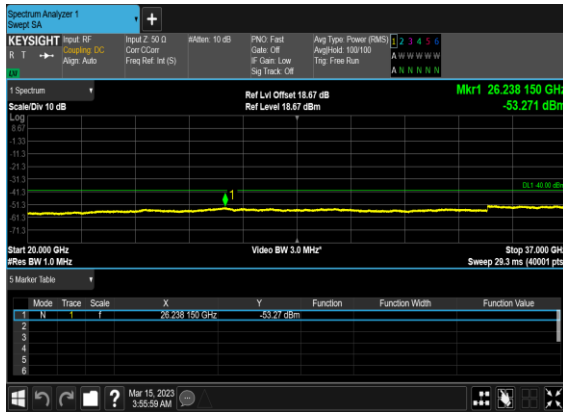 Spectrum Analyzer 1
Swept SA
KEYSIGHT Input: RF Input Z: 50 Ω #Atten: 10 dB PNO: Fast Avg Type: Power (RMS) 1 2 3 4 5 6
R T Coupling: DC Corr CCorr Gate: Off Avg|Hold: 100/100 A W W W W W
Align: Auto Freq Ref: Int (S) IF Gain: Low Trig: Free Run
LXI Sig Track: Off A N N N N N
1 Spectrum Ref Lvl Offset 18.67 dB Mkr1 26.238 150 GHz
Scale/Div 10 dB Ref Level 18.67 dBm -53.271 dBm
Log
8.67
-1.33
-11.3
-21.3
-31.3
DL1 -40.00 dBm
-41.3
1
-51.3
-61.3
-71.3
Start 20.000 GHz Video BW 3.0 MHz* Stop 37.000 GHz
#Res BW 1.0 MHz Sweep 29.3 ms (40001 pts)
5 Marker Table
Mode Trace Scale X Y Function Function Width Function Value
1 N 1 f 26.238 150 GHz -53.27 dBm
2
3
4
5
6
? Mar 15, 2023
3:55:59 AM